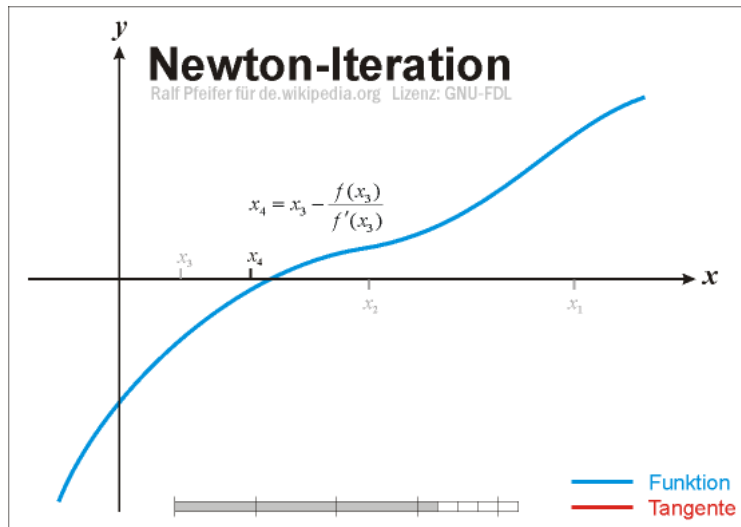 y
Newton-Iteration
Ralf Pfeifer für de.wikipedia.org Lizenz: GNU-FDL
x₄ = x₃ − f(x₃) / f'(x₃)
x₃ x₄
x
x₂ x₁
Funktion
Tangente